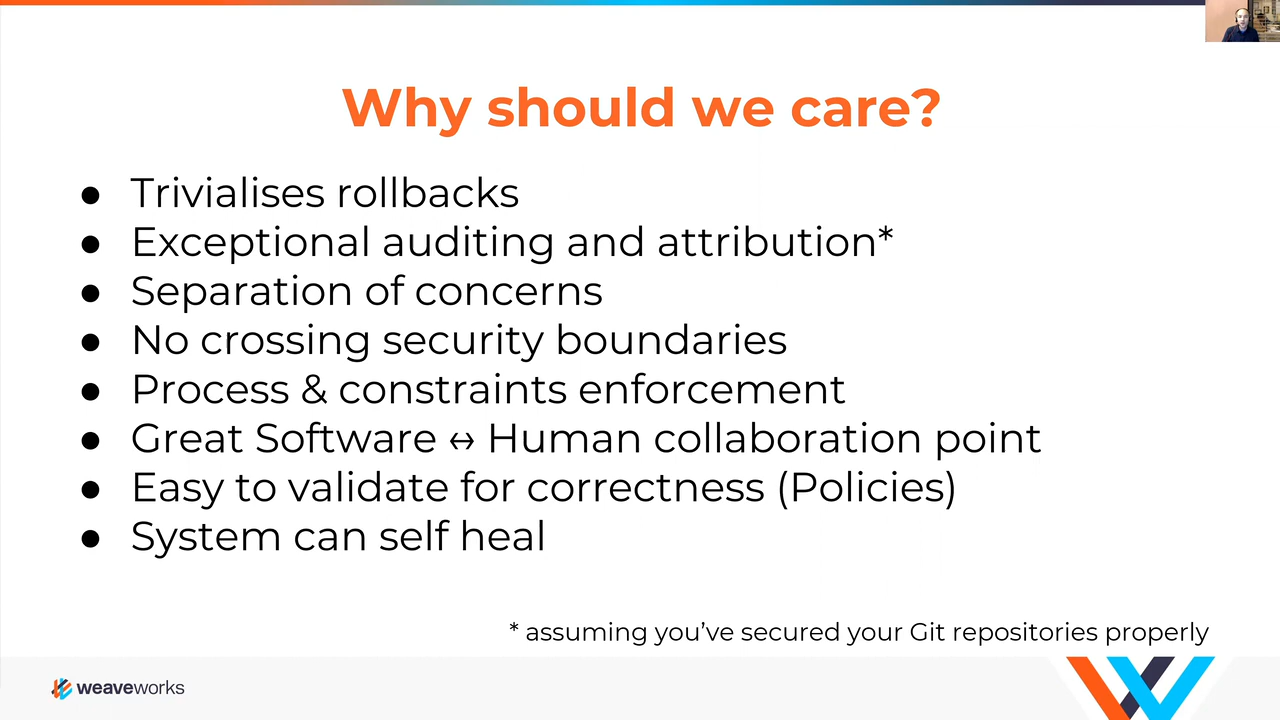 Why should we care?
● Trivialises rollbacks
● Exceptional auditing and attribution*
● Separation of concerns
● No crossing security boundaries
● Process & constraints enforcement
● Great Software ↔ Human collaboration point
● Easy to validate for correctness (Policies)
● System can self heal
* assuming you’ve secured your Git repositories properly
weaveworks